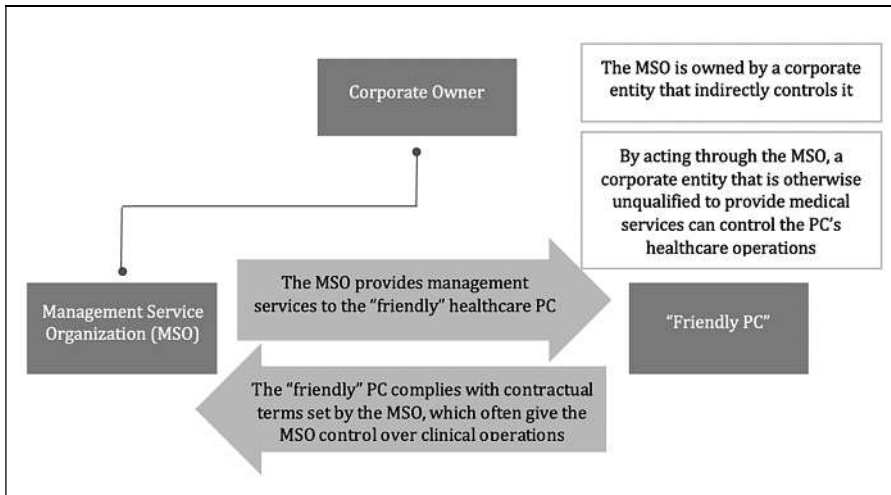 Corporate Owner
The MSO is owned by a corporate
entity that indirectly controls it
By acting through the MSO, a
corporate entity that is otherwise
unqualified to provide medical
services can control the PC’s
healthcare operations
Management Service
Organization (MSO)
The MSO provides management
services to the “friendly” healthcare PC
“Friendly PC”
The “friendly” PC complies with contractual
terms set by the MSO, which often give the
MSO control over clinical operations